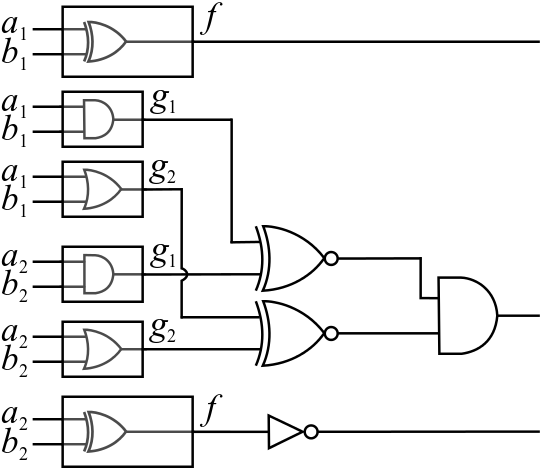 f
a₁
b₁
a₁
b₁
g₁
a₁
b₁
g₂
a₂
b₂
g₁
a₂
b₂
g₂
a₂
b₂
f